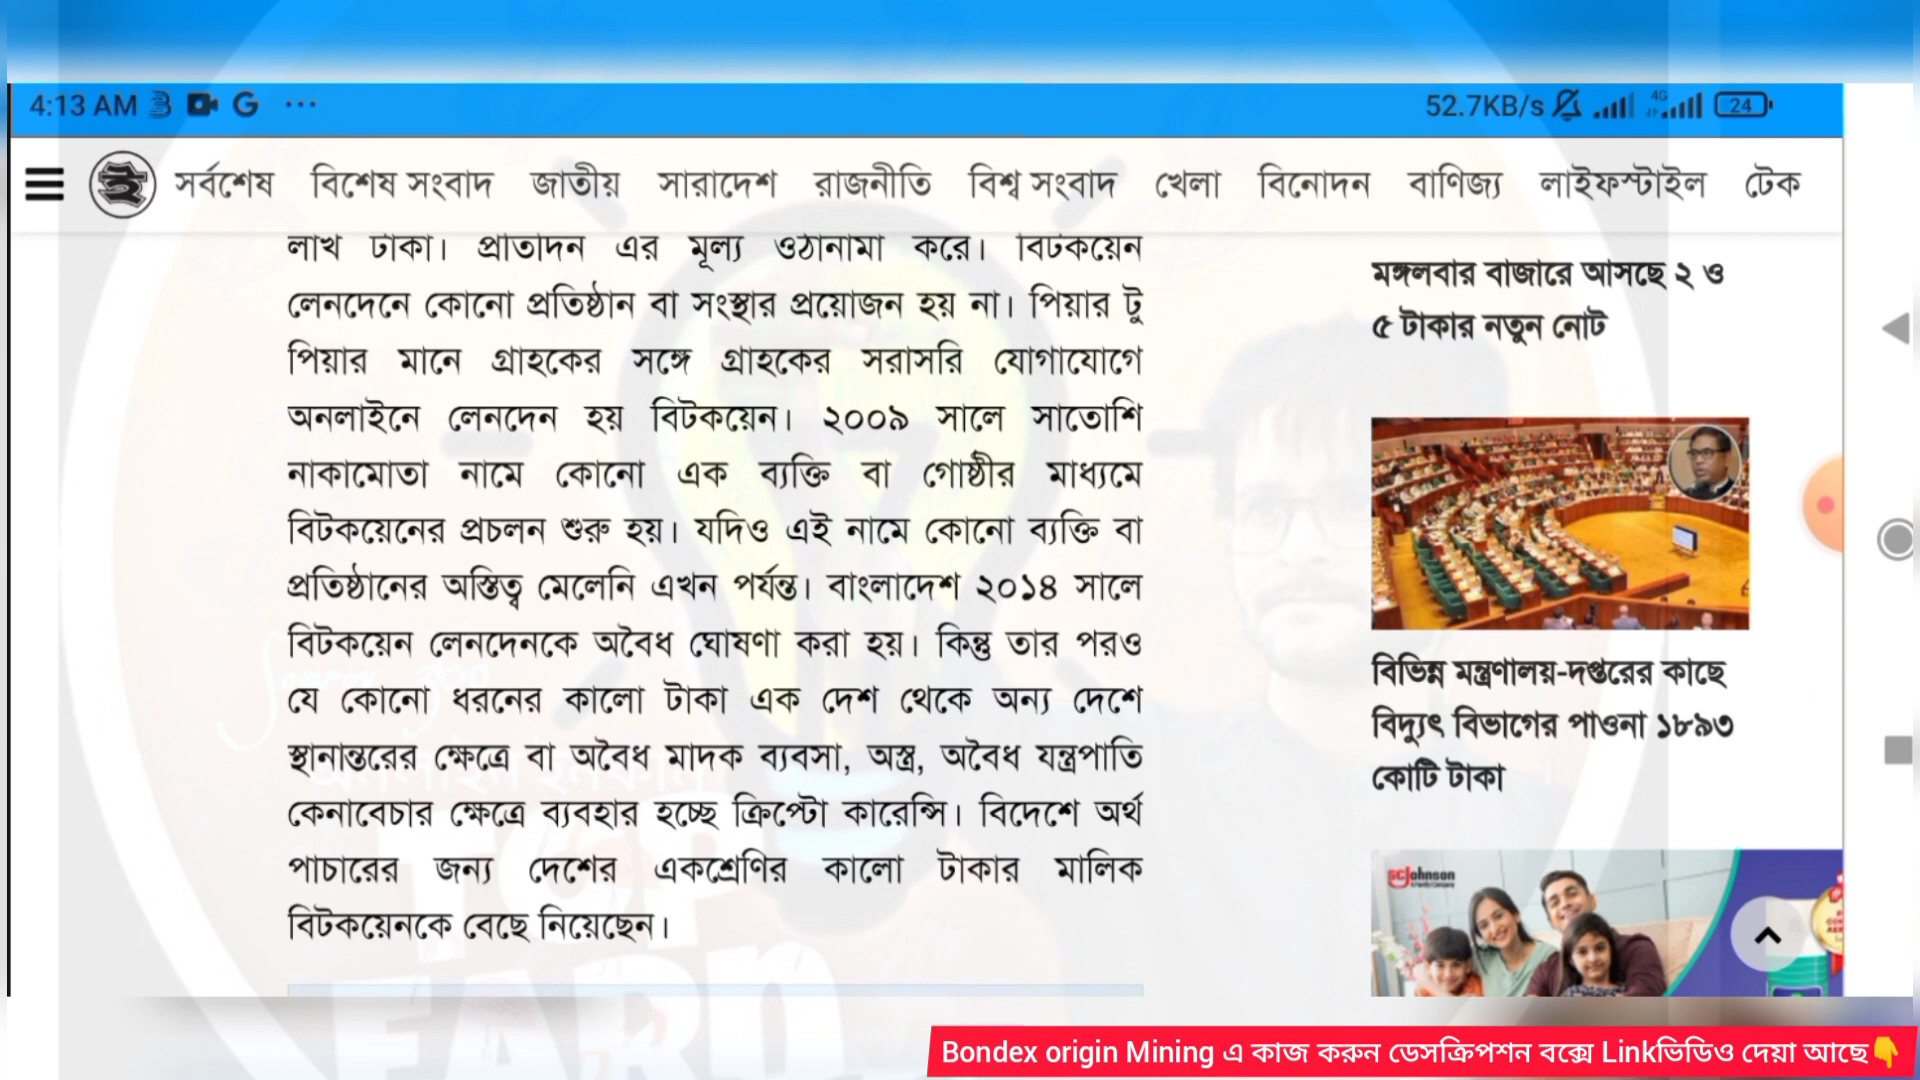 4:13 AM
52.7KB/s
4G
24
সর্বশেষ বিশেষ সংবাদ জাতীয় সারাদেশ রাজনীতি বিশ্ব সংবাদ খেলা বিনোদন বাণিজ্য লাইফস্টাইল টেক
লাখ টাকা। প্রতিদিন এর মূল্য ওঠানামা করে। বিটকয়েন
লেনদেনে কোনো প্রতিষ্ঠান বা সংস্থার প্রয়োজন হয় না। পিয়ার টু
পিয়ার মানে গ্রাহকের সঙ্গে গ্রাহকের সরাসরি যোগাযোগে
অনলাইনে লেনদেন হয় বিটকয়েন। ২০০৯ সালে সাতোশি
নাকামোতা নামে কোনো এক ব্যক্তি বা গোষ্ঠীর মাধ্যমে
বিটকয়েনের প্রচলন শুরু হয়। যদিও এই নামে কোনো ব্যক্তি বা
প্রতিষ্ঠানের অস্তিত্ব মেলেনি এখন পর্যন্ত। বাংলাদেশ ২০১৪ সালে
বিটকয়েন লেনদেনকে অবৈধ ঘোষণা করা হয়। কিন্তু তার পরও
যে কোনো ধরনের কালো টাকা এক দেশ থেকে অন্য দেশে
স্থানান্তরের ক্ষেত্রে বা অবৈধ মাদক ব্যবসা, অস্ত্র, অবৈধ যন্ত্রপাতি
কেনাবেচার ক্ষেত্রে ব্যবহার হচ্ছে ক্রিপ্টো কারেন্সি। বিদেশে অর্থ
পাচারের জন্য দেশের একশ্রেণির কালো টাকার মালিক
বিটকয়েনকে বেছে নিয়েছেন।
মঙ্গলবার বাজারে আসছে ২ ও
৫ টাকার নতুন নোট
বিভিন্ন মন্ত্রণালয়-দপ্তরের কাছে
বিদ্যুৎ বিভাগের পাওনা ১৮৯৩
কোটি টাকা
SC Johnson
TOP
EARN
Bondex origin Mining এ কাজ করুন ডেসক্রিপশন বক্সে Linkভিডিও দেয়া আছে👇